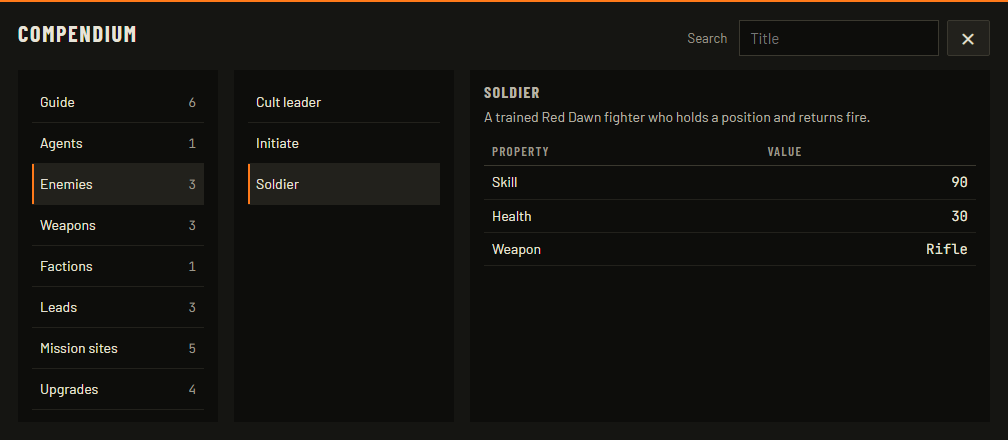 COMPENDIUM
Search
Title
Guide 6
Agents 1
Enemies 3
Weapons 3
Factions 1
Leads 3
Mission sites 5
Upgrades 4
Cult leader
Initiate
Soldier
SOLDIER
A trained Red Dawn fighter who holds a position and returns fire.
PROPERTY VALUE
Skill 90
Health 30
Weapon Rifle